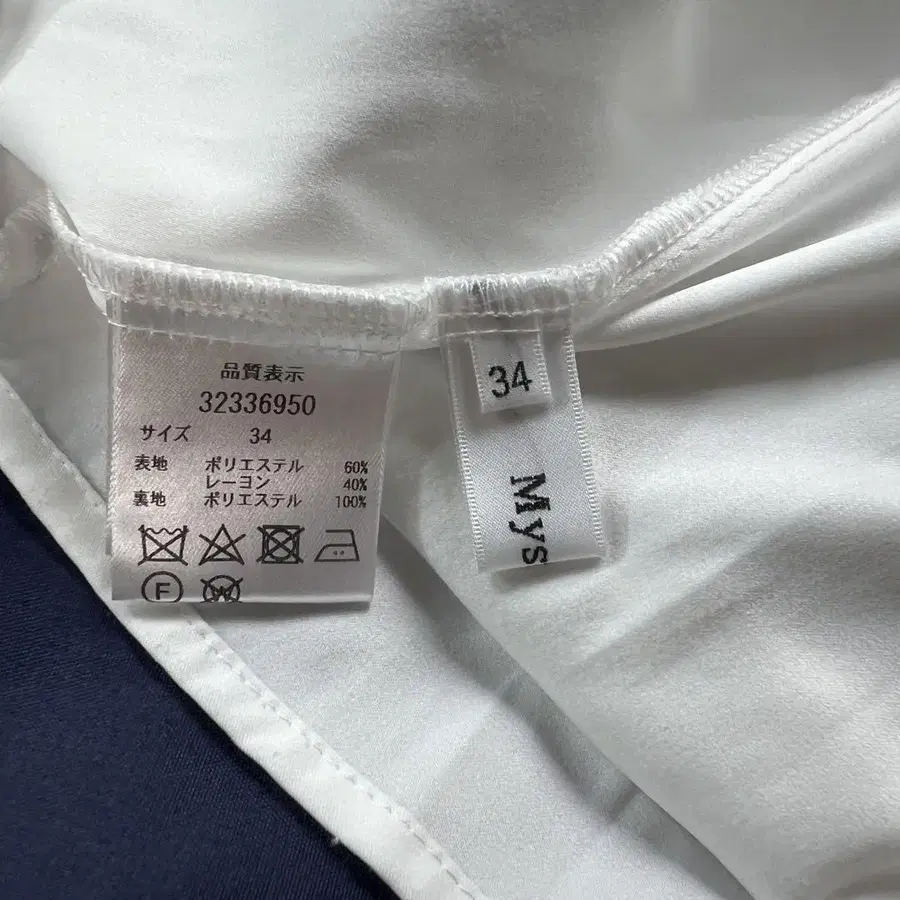 品質表示
32336950
サイズ 34
表地 ポリエステル 60%
レーヨン 40%
裏地 ポリエステル 100%
F
W
34
Mys